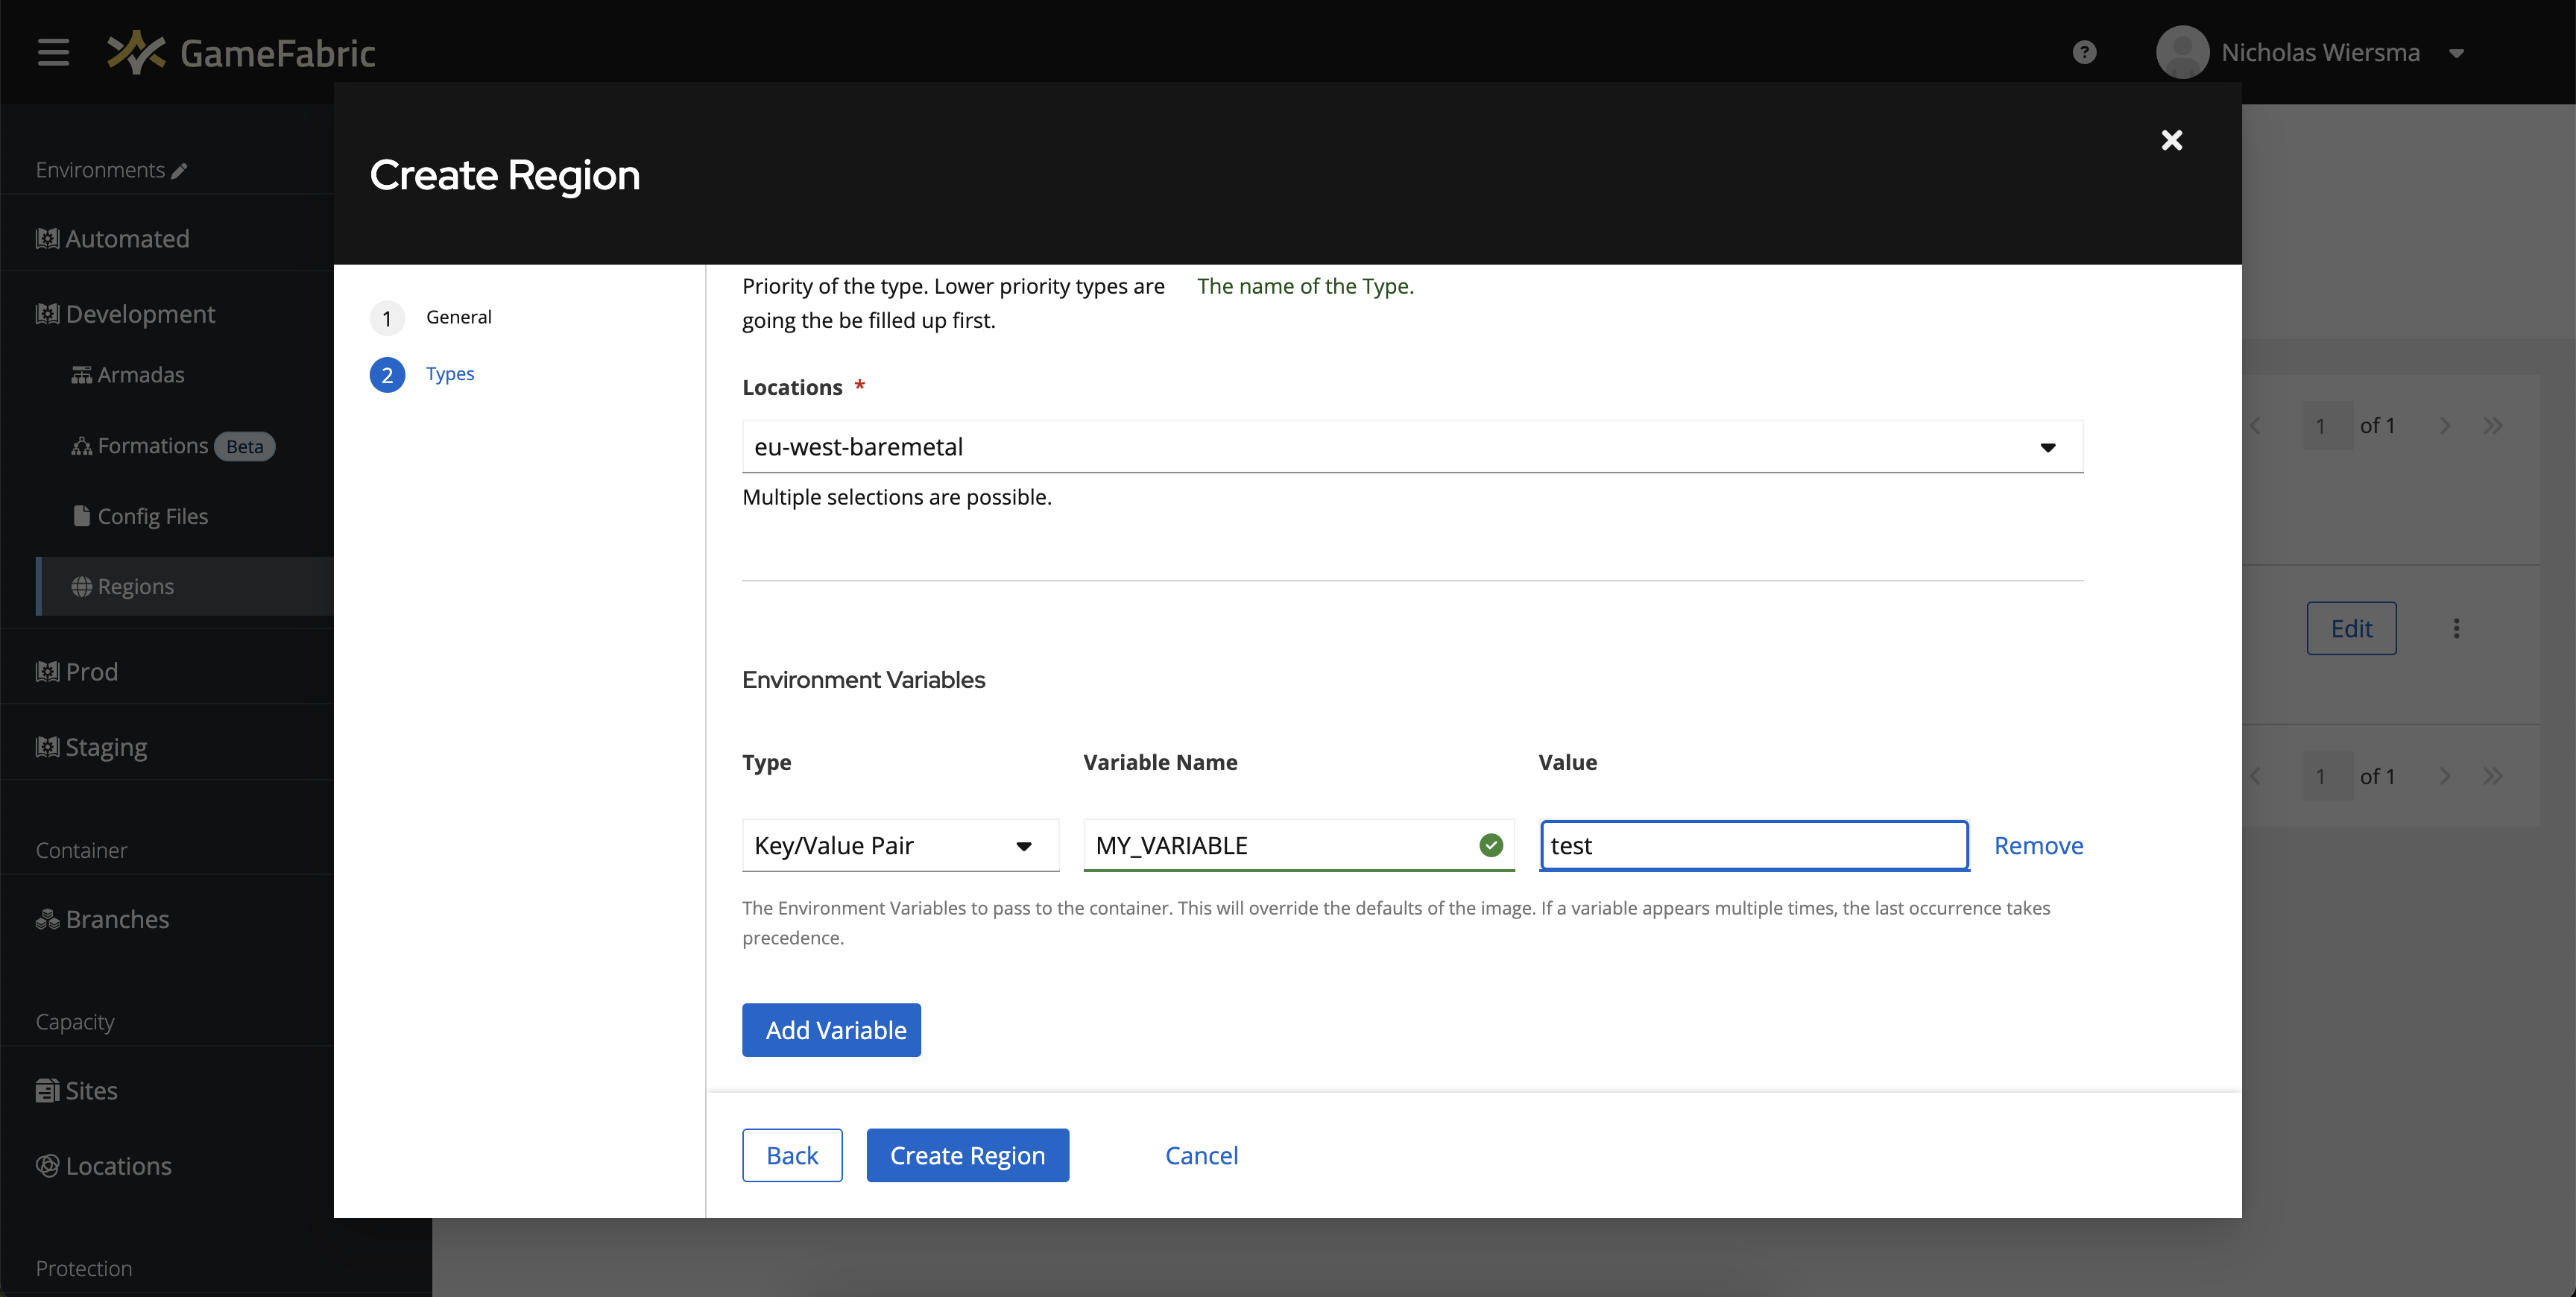 GameFabric
Nicholas Wiersma
Environments
Automated
Development
Armadas
Formations Beta
Config Files
Regions
Prod
Staging
Container
Branches
Capacity
Sites
Locations
Protection
Create Region
1 General
2 Types
Priority of the type. Lower priority types are
going the be filled up first.
The name of the Type.
Locations *
eu-west-baremetal
Multiple selections are possible.
Environment Variables
Type Variable Name Value
Key/Value Pair MY_VARIABLE test Remove
The Environment Variables to pass to the container. This will override the defaults of the image. If a variable appears multiple times, the last occurrence takes
precedence.
Add Variable
Back Create Region Cancel
1 of 1
Edit
1 of 1